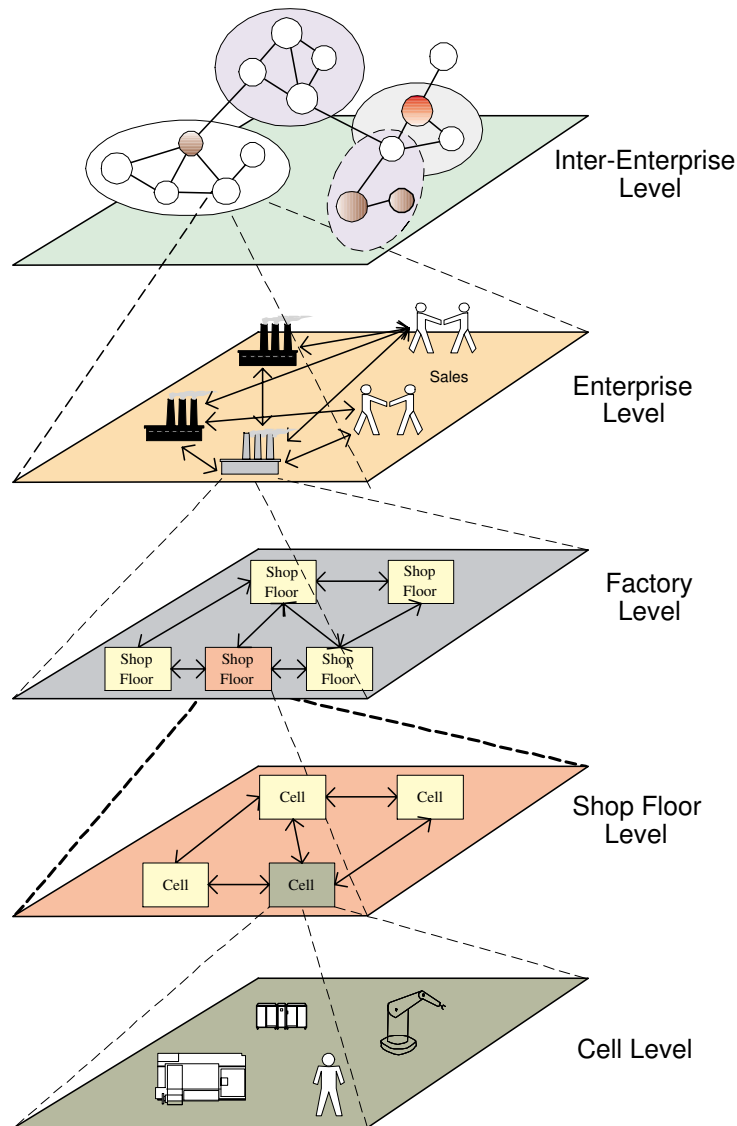 Inter-Enterprise
Level
Sales
Enterprise
Level
Shop
Floor
Shop
Floor
Factory
Level
Shop
Floor
Shop
Floor
Shop
Floor
Cell
Cell
Shop Floor
Level
Cell
Cell
Cell Level